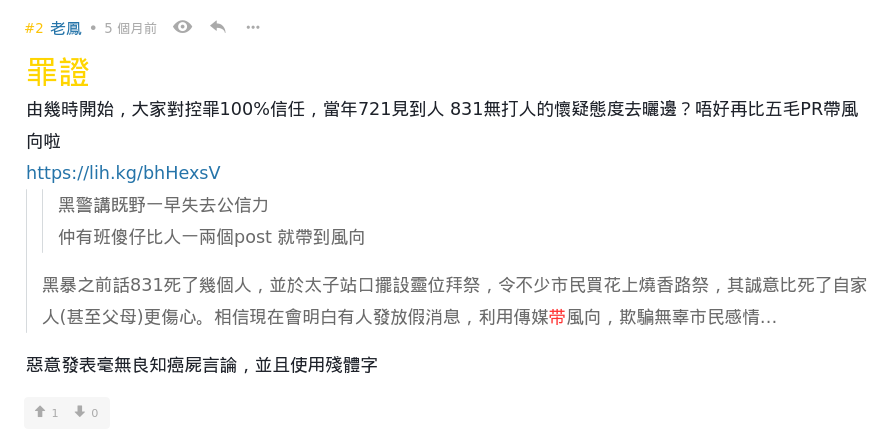 #2 老鳳 • 5 個月前
罪證
由幾時開始，大家對控罪100%信任，當年721見到人 831無打人的懷疑態度去曬邊？唔好再比五毛PR帶風
向啦
https://lih.kg/bhHexsV
黑警講既野一早失去公信力
仲有班傻仔比人一兩個post 就帶到風向
黑暴之前話831死了幾個人，並於太子站口擺設靈位拜祭，令不少市民買花上燒香路祭，其誠意比死了自家
人(甚至父母)更傷心。相信現在會明白有人發放假消息，利用傳媒带風向，欺騙無辜市民感情...
惡意發表毫無良知癌屍言論，並且使用殘體字
1 0